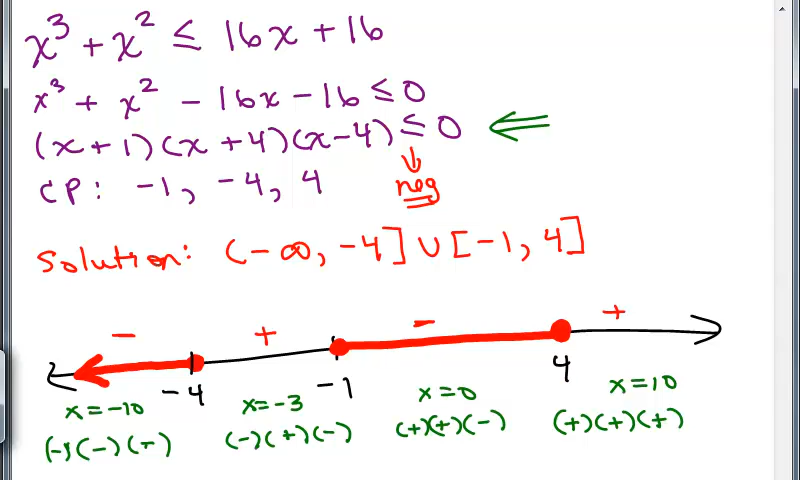 x³ + x² ≤ 16x + 16
x³ + x² - 16x - 16 ≤ 0
(x + 1)(x + 4)(x - 4) ≤ 0 ⇐
↓
CP: -1, -4, 4 neg
Solution: (-∞, -4] ∪ [-1, 4]
- + - +
-4 -1 4
x = -10 x = -3 x = 0 x = 10
(-)(-)(-) (-)(+)(-) (+)(+)(-) (+)(+)(+)